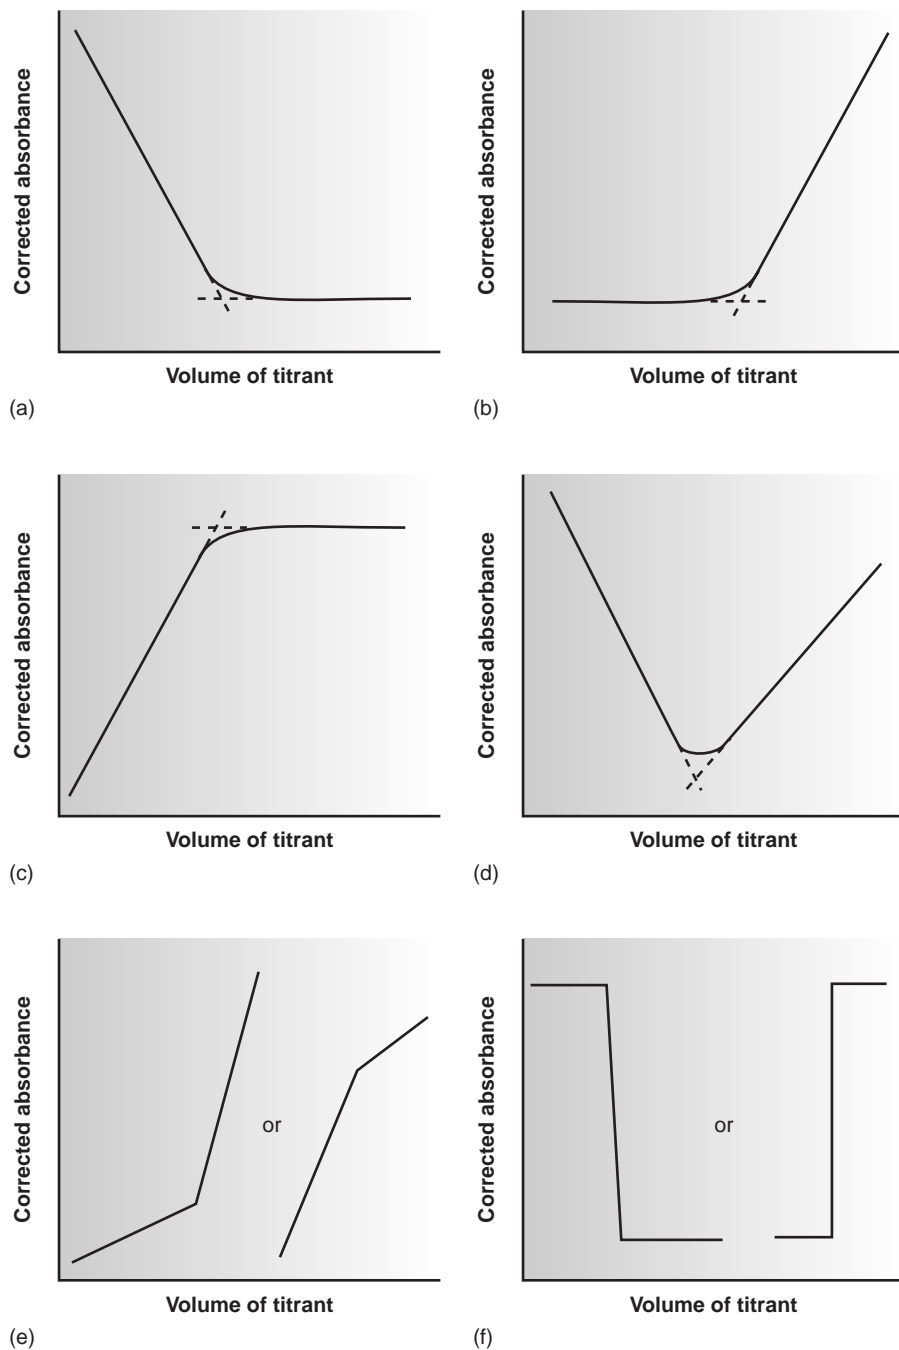 Corrected absorbance
Volume of titrant
(a)
Corrected absorbance
Volume of titrant
(b)
Corrected absorbance
Volume of titrant
(c)
Corrected absorbance
Volume of titrant
(d)
Corrected absorbance
or
Volume of titrant
(e)
Corrected absorbance
or
Volume of titrant
(f)